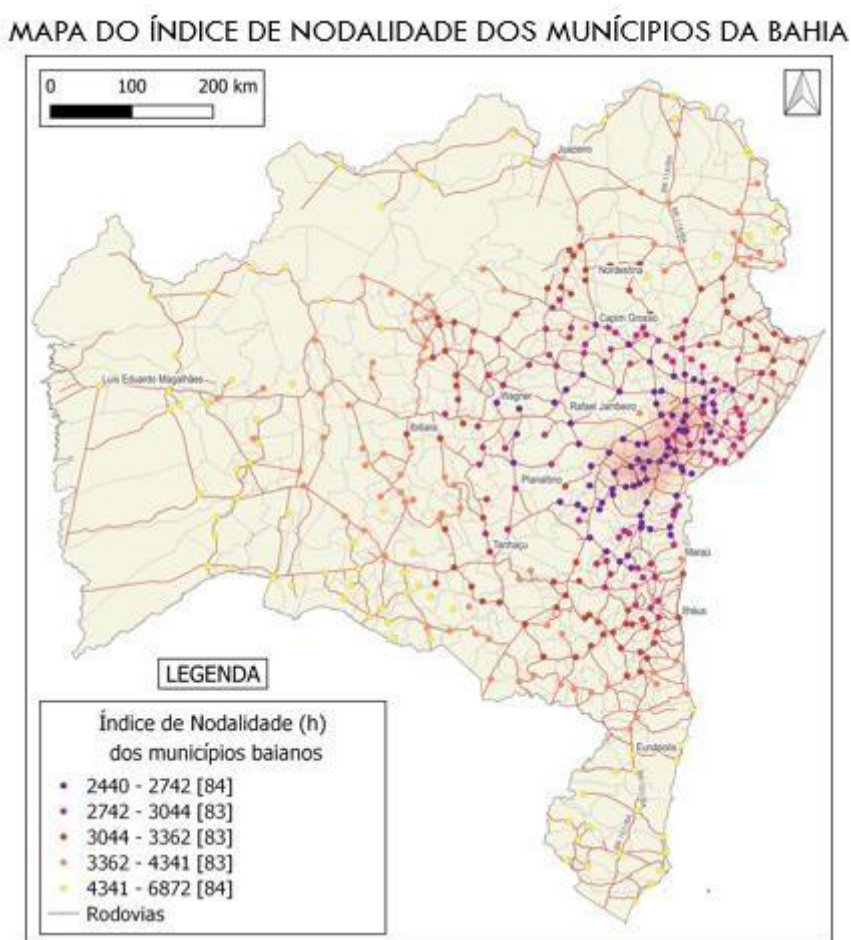 MAPA DO ÍNDICE DE NODALIDADE DOS MUNÍCIPIOS DA BAHIA
0 100 200 km
Juazeiro
Nordestina
Capim Grosso
Luís Eduardo Magalhães
Wagner
Rafael Jambeiro
Ibitiara
Planaltino
Tanhaçu
Maraú
Ilhéus
Eunápolis
LEGENDA
Índice de Nodalidade (h)
dos municípios baianos
2440 - 2742 [84]
2742 - 3044 [83]
3044 - 3362 [83]
3362 - 4341 [83]
4341 - 6872 [84]
Rodovias